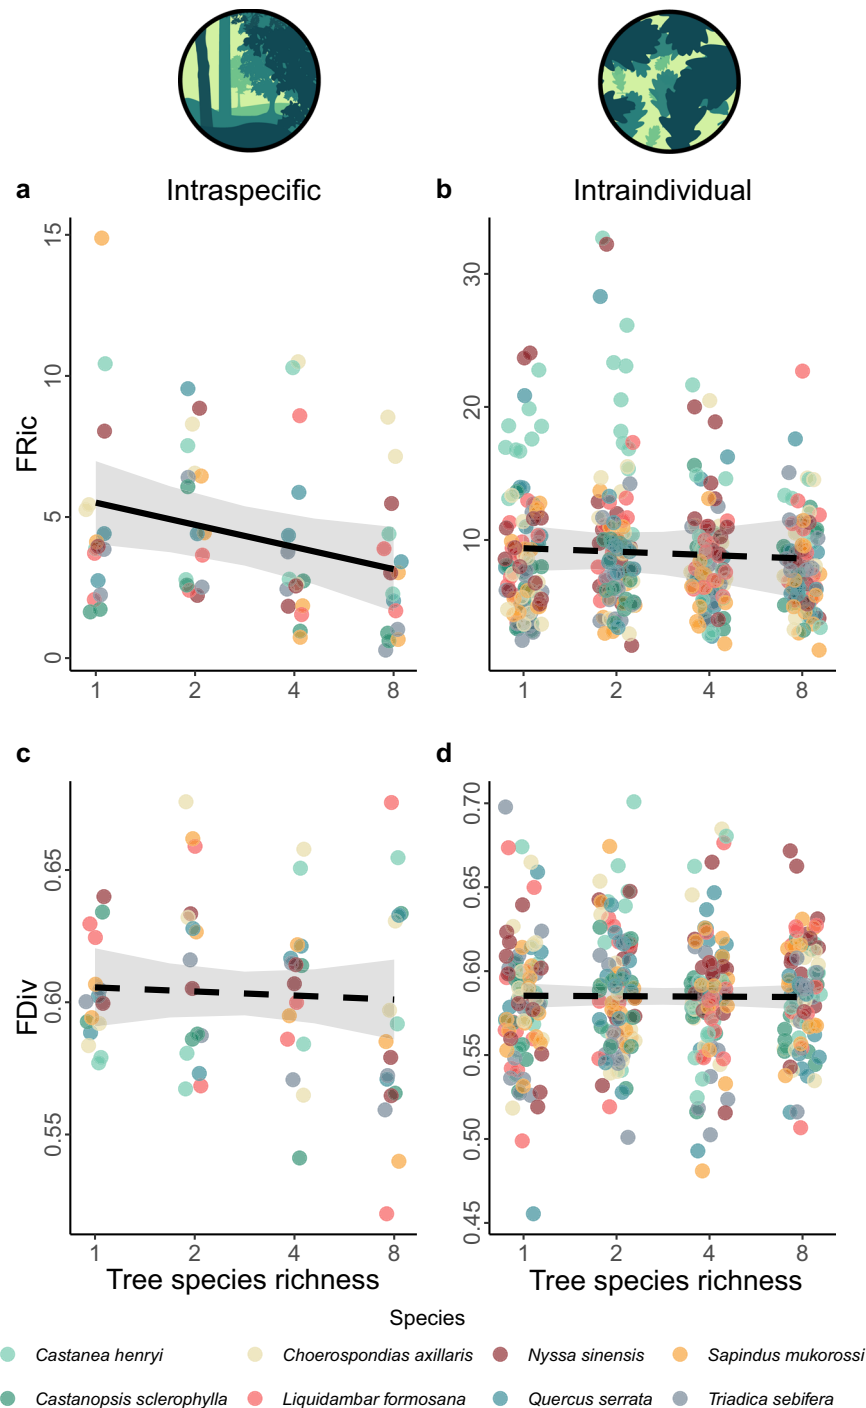 a Intraspecific
b Intraindividual
FRic
15
10
5
0
1 2 4 8
30
20
10
1 2 4 8
c
d
FDiv
0.65
0.60
0.55
1 2 4 8
Tree species richness
0.70
0.65
0.60
0.55
0.50
0.45
1 2 4 8
Tree species richness
Species
Castanea henryi Choerospondias axillaris Nyssa sinensis Sapindus mukorossi
Castanopsis sclerophylla Liquidambar formosana Quercus serrata Triadica sebifera